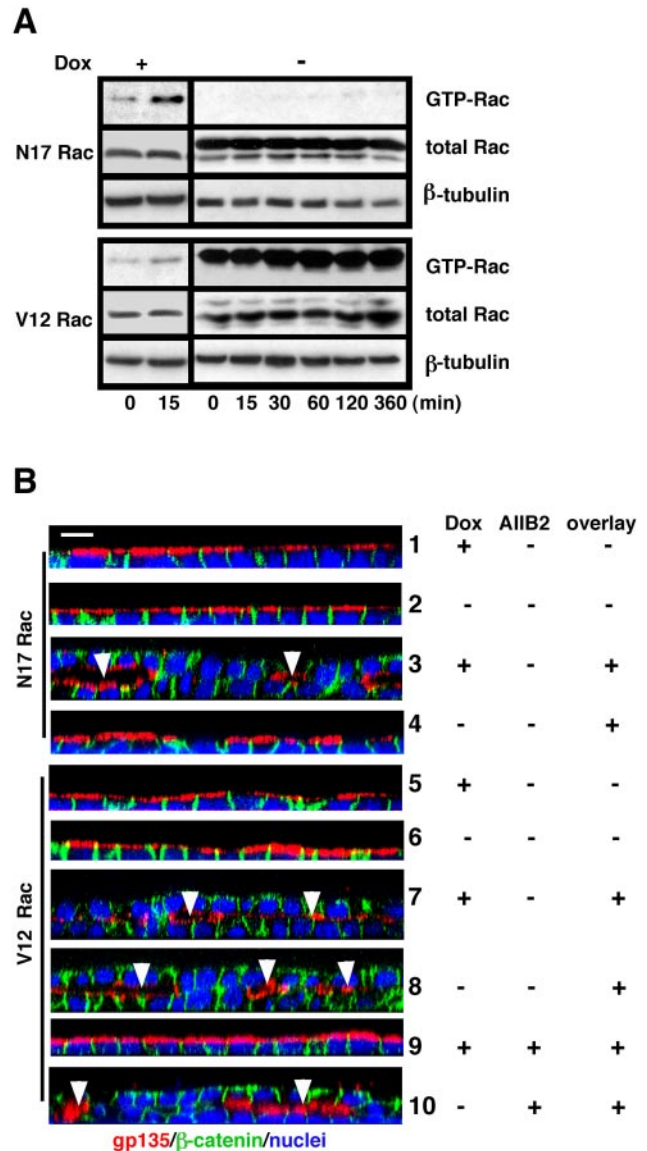 A
Dox + -
GTP-Rac
N17 Rac total Rac
β-tubulin
GTP-Rac
V12 Rac total Rac
β-tubulin
0 15 0 15 30 60 120 360 (min)
B
Dox AIIB2 overlay
N17 Rac
1 + - -
2 - - -
3 + - +
4 - - +
V12 Rac
5 + - -
6 - - -
7 + - +
8 - - +
9 + + +
10 - + +
gp135/β-catenin/nuclei